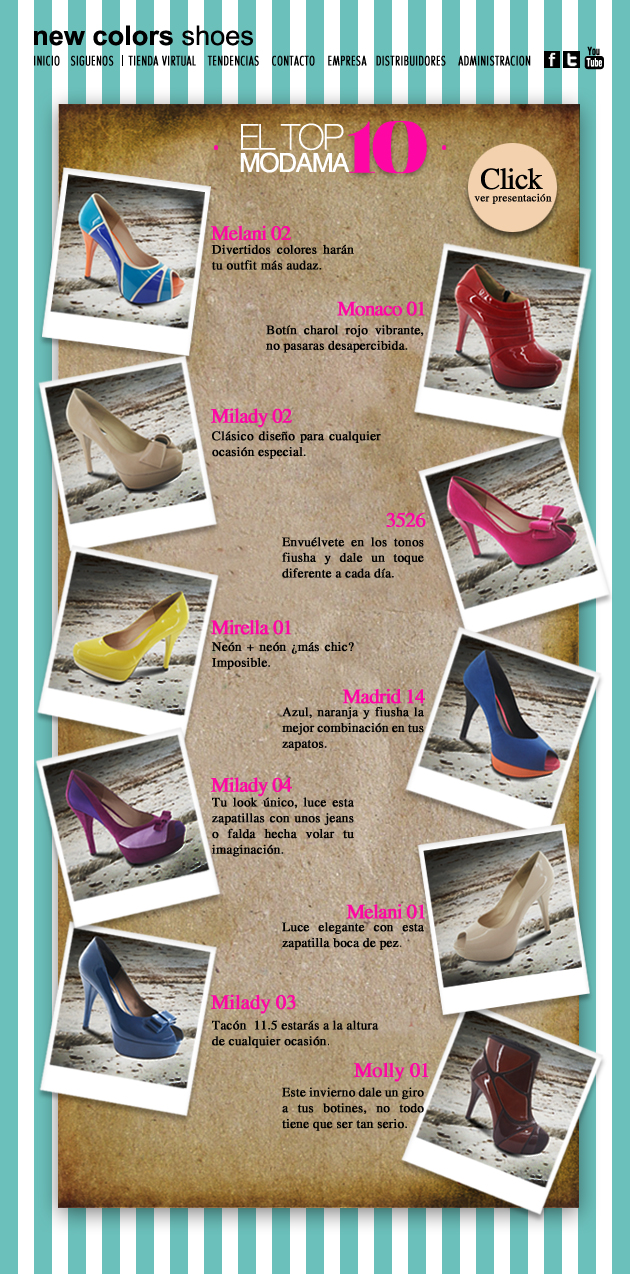 new colors shoes
INICIO SIGUENOS | TIENDA VIRTUAL TENDENCIAS CONTACTO EMPRESA DISTRIBUIDORES ADMINISTRACION f t You Tube
EL TOP 10
MODAMA
Click
ver presentación
Melani 02
Divertidos colores harán
tu outfit más audaz.
Monaco 01
Botín charol rojo vibrante,
no pasaras desapercibida.
Milady 02
Clásico diseño para cualquier
ocasión especial.
3526
Envuélvete en los tonos
fiusha y dale un toque
diferente a cada día.
Mirella 01
Neón + neón ¿más chic?
Imposible.
Madrid 14
Azul, naranja y fiusha la
mejor combinación en tus
zapatos.
Milady 04
Tu look único, luce esta
zapatillas con unos jeans
o falda hecha volar tu
imaginación.
Melani 01
Luce elegante con esta
zapatilla boca de pez.
Milady 03
Tacón 11.5 estarás a la altura
de cualquier ocasión.
Molly 01
Este invierno dale un giro
a tus botines, no todo
tiene que ser tan serio.